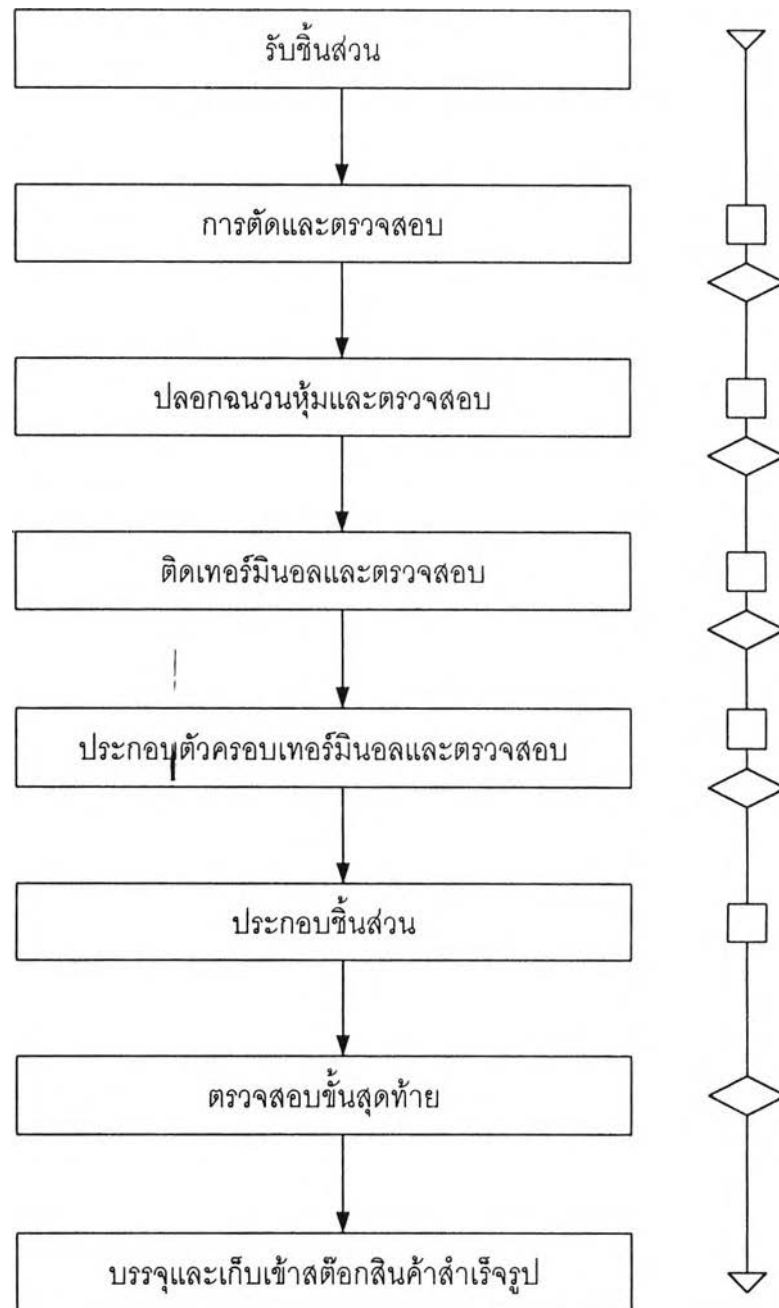 รับชิ้นส่วน
การตัดและตรวจสอบ
ปลอกฉนวนหุ้มและตรวจสอบ
ติดเทอร์มินอลและตรวจสอบ
ประกอบตัวครอบเทอร์มินอลและตรวจสอบ
ประกอบชิ้นส่วน
ตรวจสอบขั้นสุดท้าย
บรรจุและเก็บเข้าสต๊อกสินค้าสำเร็จรูป